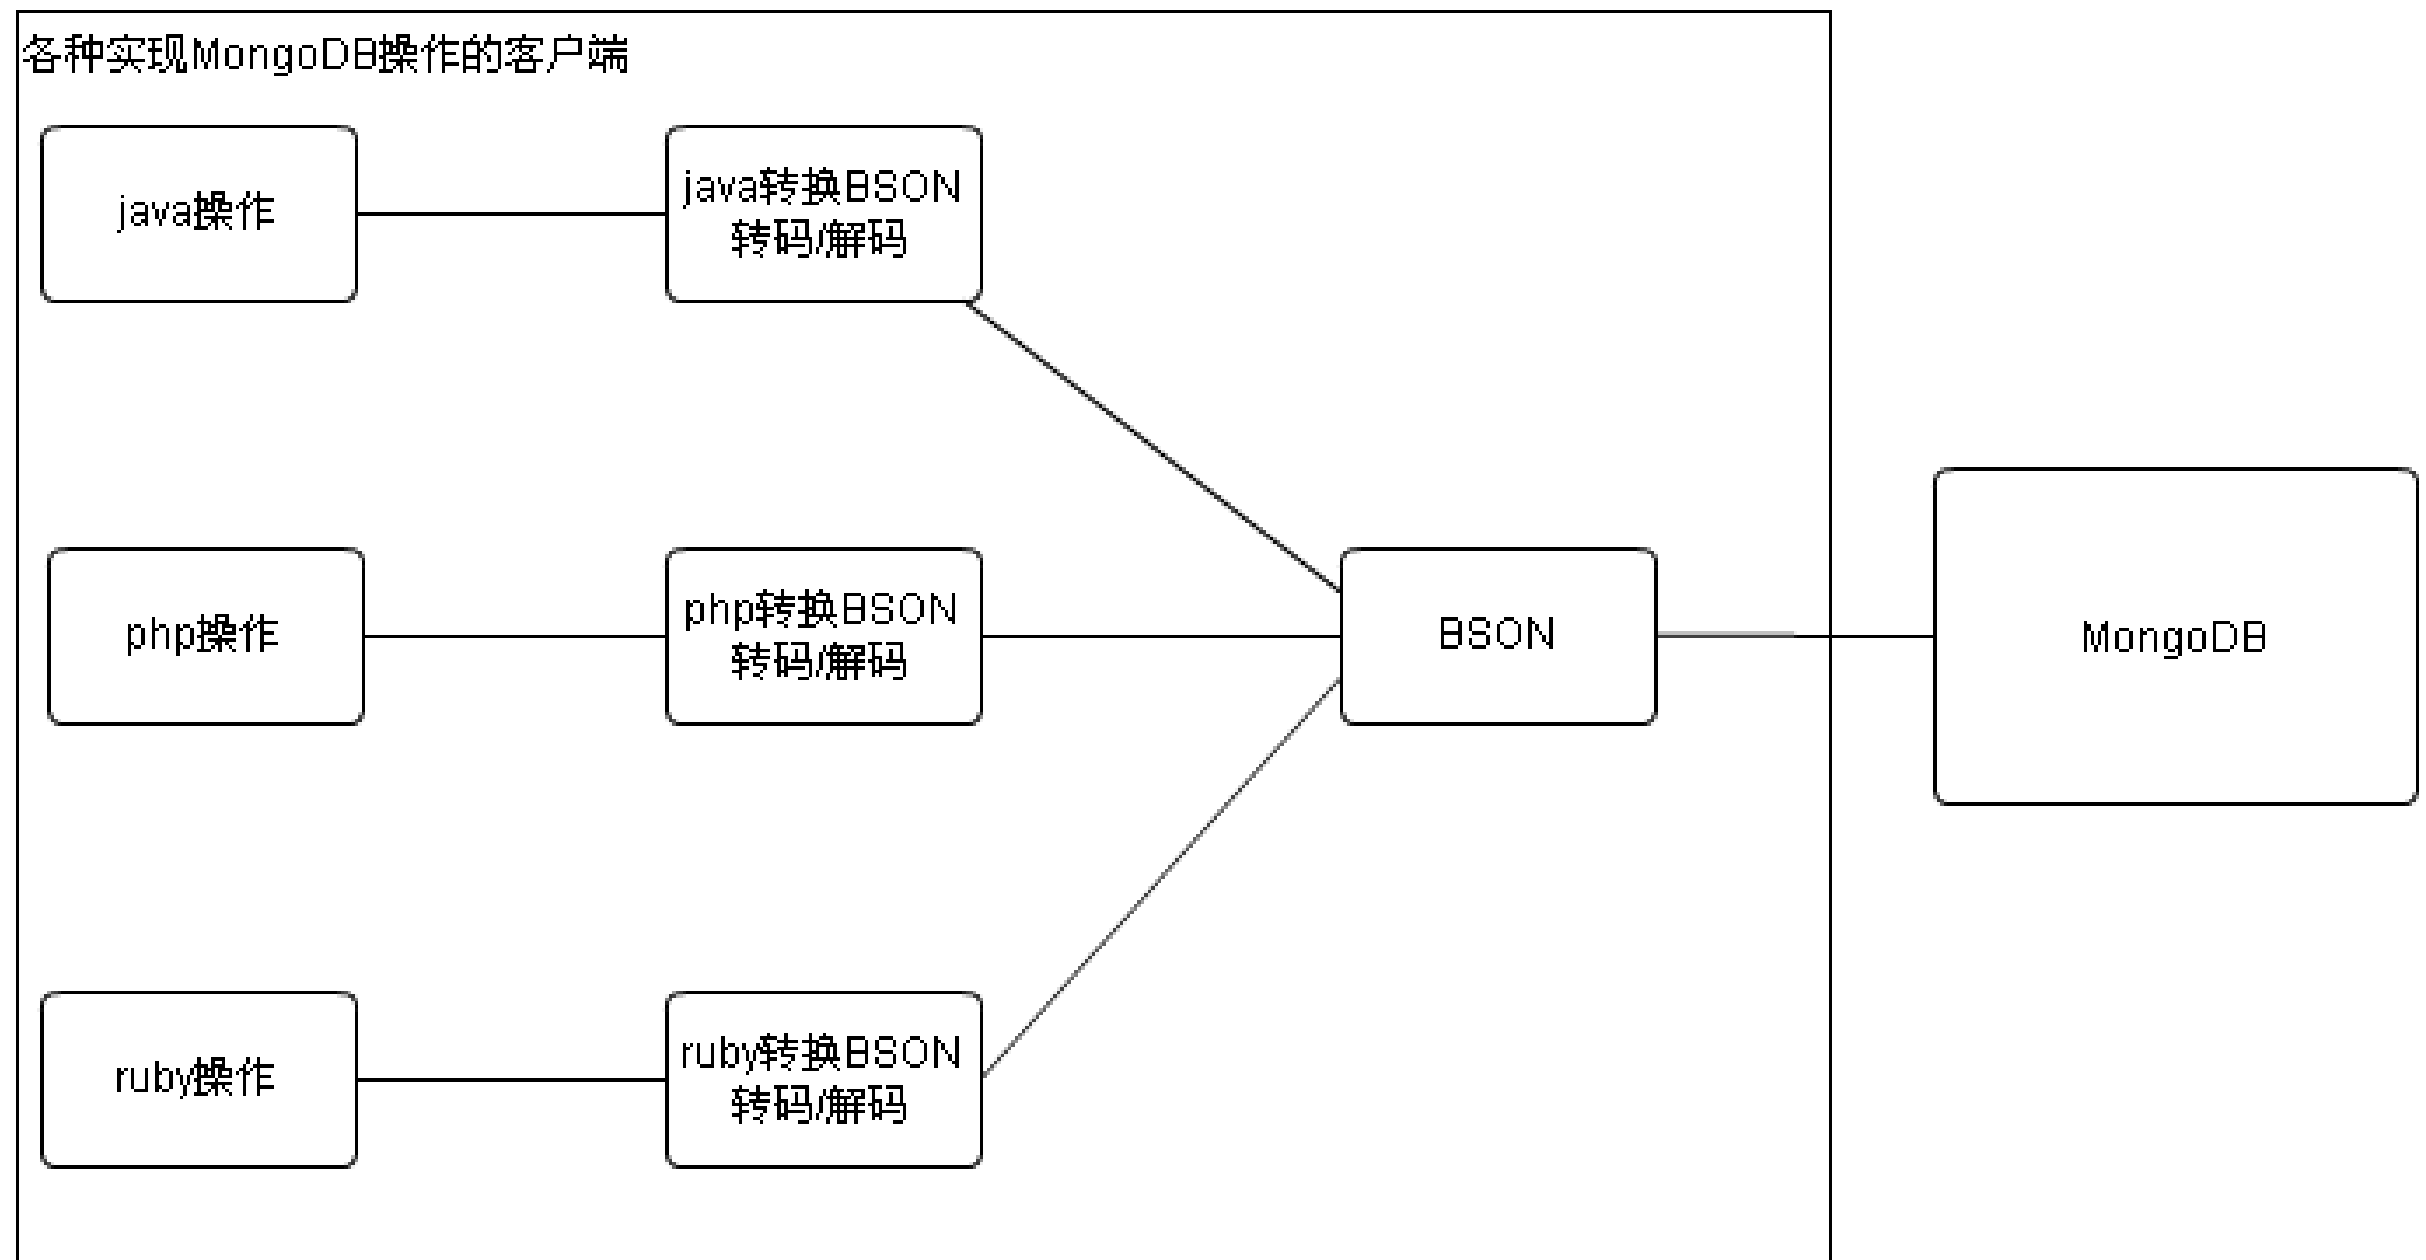 各种实现MongoDB操作的客户端
java操作
java转换BSON
转码/解码
php操作
php转换BSON
转码/解码
BSON
MongoDB
ruby操作
ruby转换BSON
转码/解码